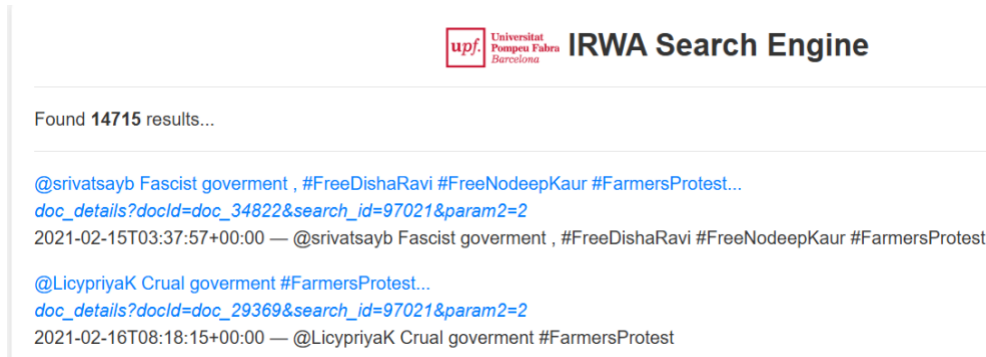 upf. Universitat Pompeu Fabra Barcelona IRWA Search Engine
Found 14715 results...
@srivatsayb Fascist goverment , #FreeDishaRavi #FreeNodeepKaur #FarmersProtest...
doc_details?docId=doc_34822&search_id=97021&param2=2
2021-02-15T03:37:57+00:00 — @srivatsayb Fascist goverment , #FreeDishaRavi #FreeNodeepKaur #FarmersProtest
@LicypriyaK Crual goverment #FarmersProtest...
doc_details?docId=doc_29369&search_id=97021&param2=2
2021-02-16T08:18:15+00:00 — @LicypriyaK Crual goverment #FarmersProtest